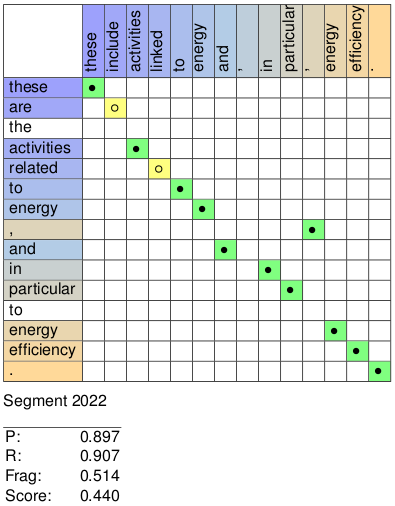 these include activities linked to energy and , in particular , energy efficiency .
these
are
the
activities
related
to
energy
,
and
in
particular
to
energy
efficiency
.
Segment 2022
P: 0.897
R: 0.907
Frag: 0.514
Score: 0.440